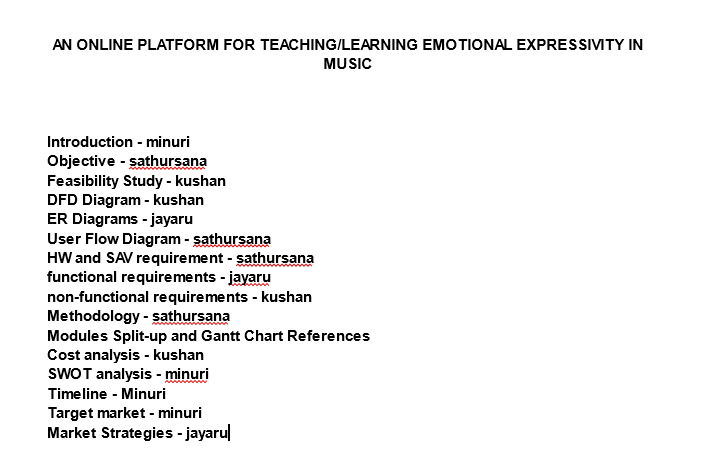 AN ONLINE PLATFORM FOR TEACHING/LEARNING EMOTIONAL EXPRESSIVITY IN
MUSIC
Introduction - minuri
Objective - sathursana
Feasibility Study - kushan
DFD Diagram - kushan
ER Diagrams - jayaru
User Flow Diagram - sathursana
HW and SAV requirement - sathursana
functional requirements - jayaru
non-functional requirements - kushan
Methodology - sathursana
Modules Split-up and Gantt Chart References
Cost analysis - kushan
SWOT analysis - minuri
Timeline - Minuri
Target market - minuri
Market Strategies - jayaru